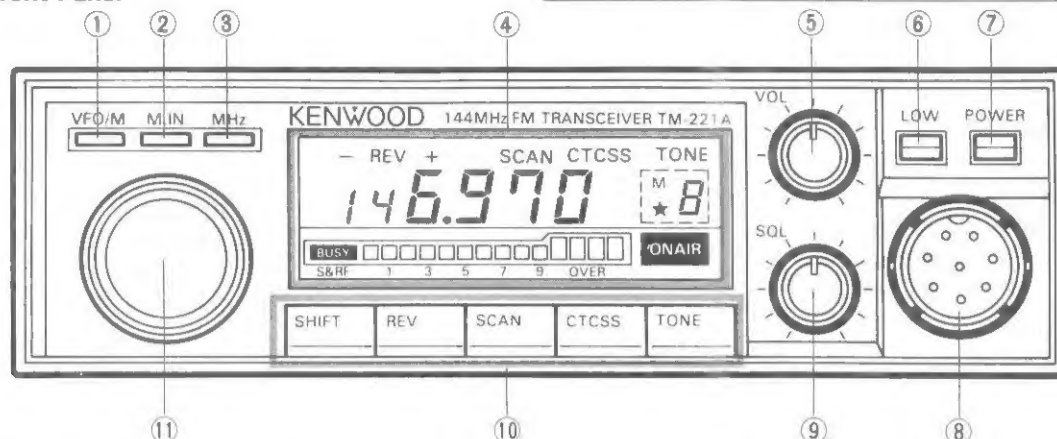 ① ② ③ ④ ⑤ ⑥ ⑦
VFO/M M.IN MHz KENWOOD 144MHz FM TRANSCEIVER TM-221A VOL LOW POWER
− REV + SCAN CTCSS TONE
146.970 M ★ 8
BUSY ON AIR
S&RF 1 3 5 7 9 OVER SQL
SHIFT REV SCAN CTCSS TONE
⑪ ⑩ ⑨ ⑧